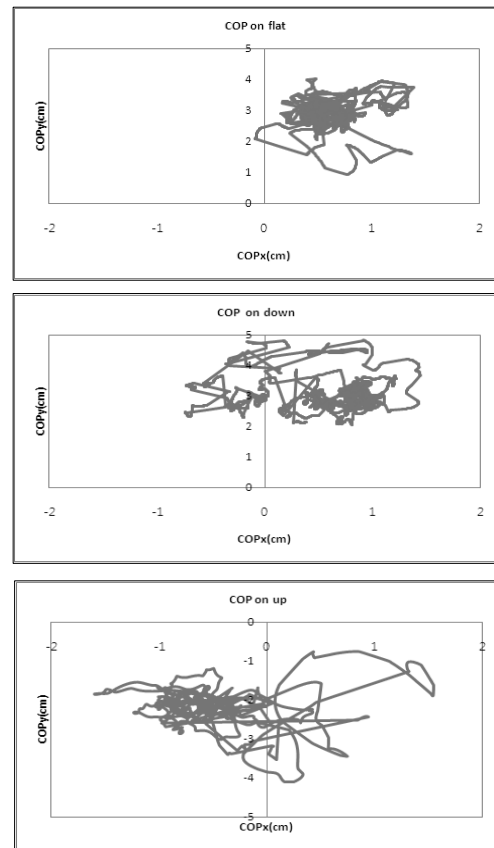 COP on flat
5
4
3
2
1
0
-2 -1 0 1 2
COPy(cm)
COPx(cm)
COP on down
5
4
3
2
1
0
-2 -1 0 1 2
COPy(cm)
COPx(cm)
COP on up
-2 -1 0 1 2
0
-1
-2
-3
-4
-5
COPy(cm)
COPx(cm)